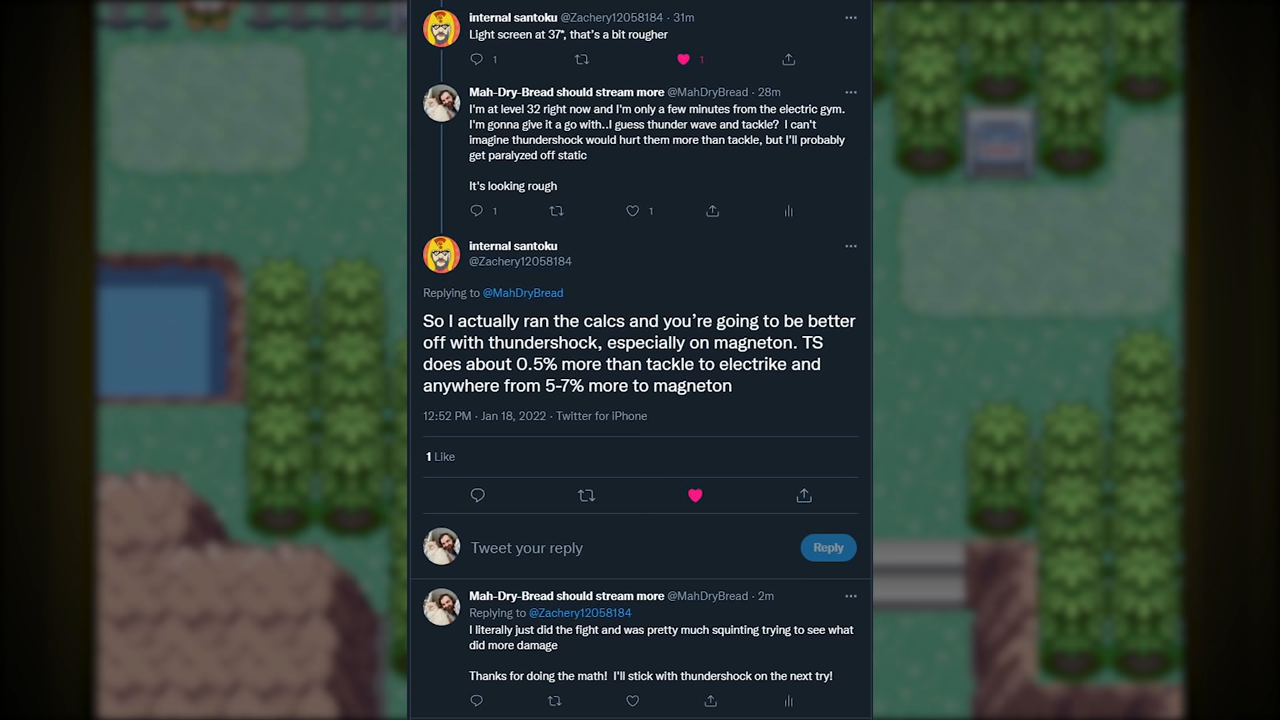 internal santoku @Zachery12058184 · 31m
Light screen at 37*, that's a bit rougher
1 1
Mah-Dry-Bread should stream more @MahDryBread · 28m
I'm at level 32 right now and I'm only a few minutes from the electric gym.
I'm gonna give it a go with..I guess thunder wave and tackle?  I can't
imagine thundershock would hurt them more than tackle, but I'll probably
get paralyzed off static
It's looking rough
1 1
internal santoku
@Zachery12058184
Replying to @MahDryBread
So I actually ran the calcs and you’re going to be better
off with thundershock, especially on magneton. TS
does about 0.5% more than tackle to electrike and
anywhere from 5-7% more to magneton
12:52 PM · Jan 18, 2022 · Twitter for iPhone
1 Like
Tweet your reply
Reply
Mah-Dry-Bread should stream more @MahDryBread · 2m
Replying to @Zachery12058184
I literally just did the fight and was pretty much squinting trying to see what
did more damage
Thanks for doing the math!  I'll stick with thundershock on the next try!